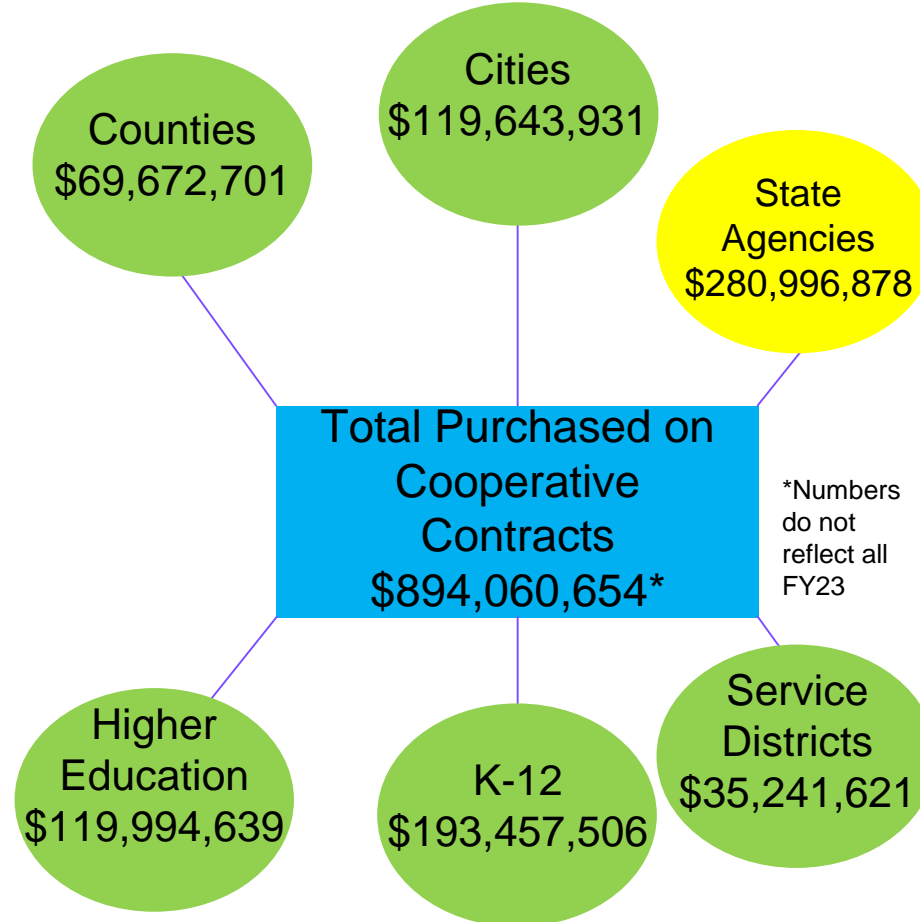 Cities
$119,643,931
Counties
$69,672,701
State
Agencies
$280,996,878
Total Purchased on
Cooperative
Contracts
$894,060,654*
*Numbers
do not
reflect all
FY23
Higher
Education
$119,994,639
K-12
$193,457,506
Service
Districts
$35,241,621